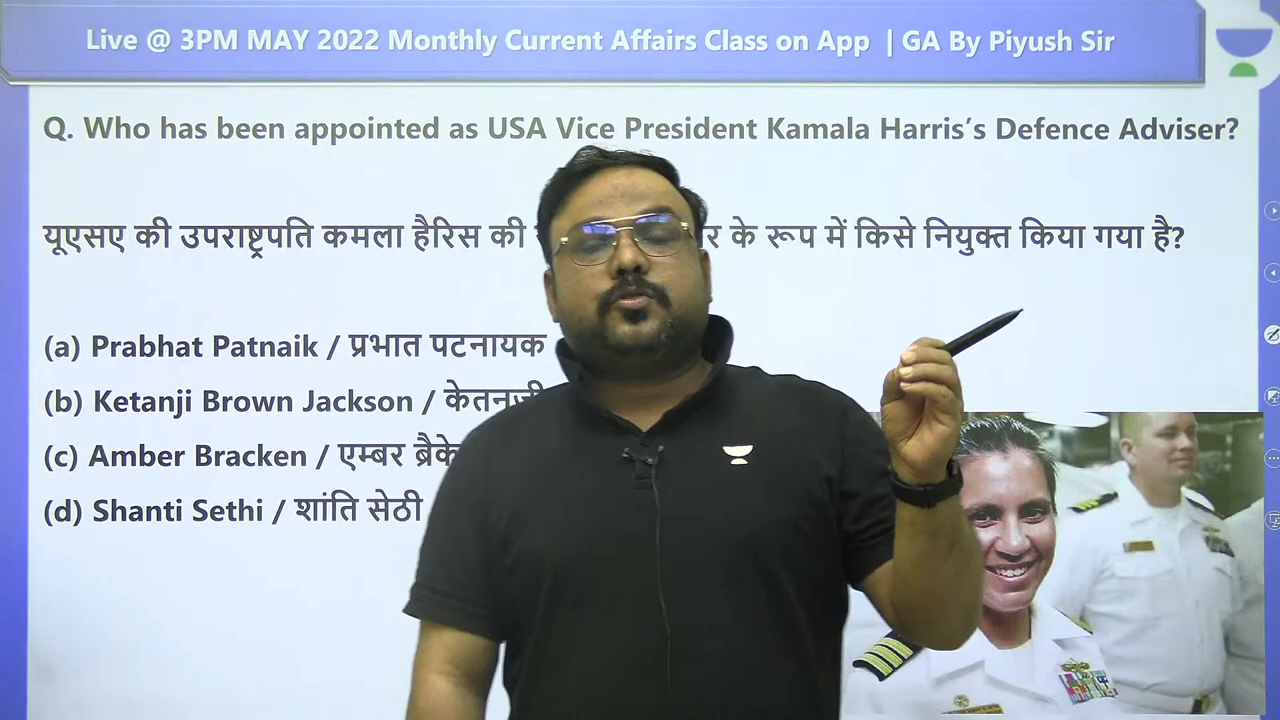 Live @ 3PM MAY 2022 Monthly Current Affairs Class on App | GA By Piyush Sir
Q. Who has been appointed as USA Vice President Kamala Harris’s Defence Adviser?
यूएसए की उपराष्ट्रपति कमला हैरिस की के रूप में किसे नियुक्त किया गया है?
(a) Prabhat Patnaik / प्रभात पटनायक
(b) Ketanji Brown Jackson /
(c) Amber Bracken / एम्बर
(d) Shanti Sethi / शांति सेठी